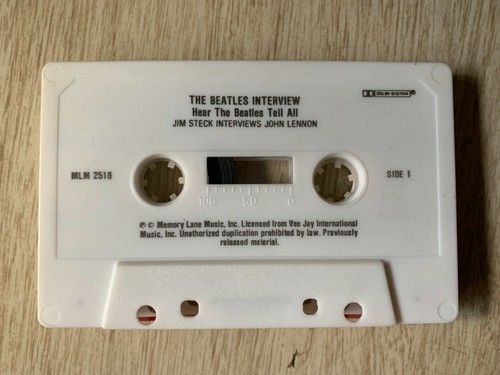 DOLBY SYSTEM®
THE BEATLES INTERVIEW
Hear The Beatles Tell All
JIM STECK INTERVIEWS JOHN LENNON
MLM 2516
SIDE 1
100 50 0
℗ © Memory Lane Music, Inc. Licensed from Vee Jay International
Music, Inc. Unathorized duplication prohibited by law. Previously
released material.